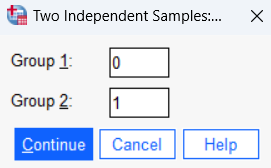 Two Independent Samples:...
Group 1:
0
Group 2:
1
Continue
Cancel
Help